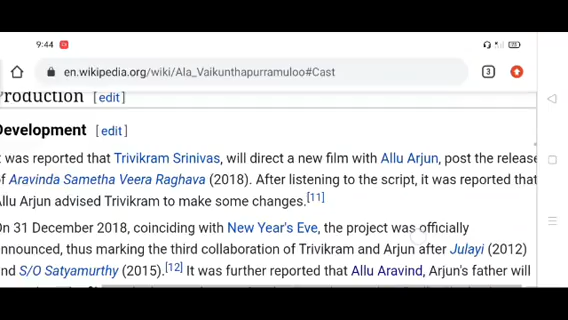 9:44
en.wikipedia.org/wiki/Ala_Vaikunthapurramuloo#Cast
3
roduction [edit]
Development [edit]
t was reported that Trivikram Srinivas, will direct a new film with Allu Arjun, post the release
of Aravinda Sametha Veera Raghava (2018). After listening to the script, it was reported that
Allu Arjun advised Trivikram to make some changes.[11]
On 31 December 2018, coinciding with New Year's Eve, the project was officially
nnounced, thus marking the third collaboration of Trivikram and Arjun after Julayi (2012)
nd S/O Satyamurthy (2015).[12] It was further reported that Allu Aravind, Arjun's father will